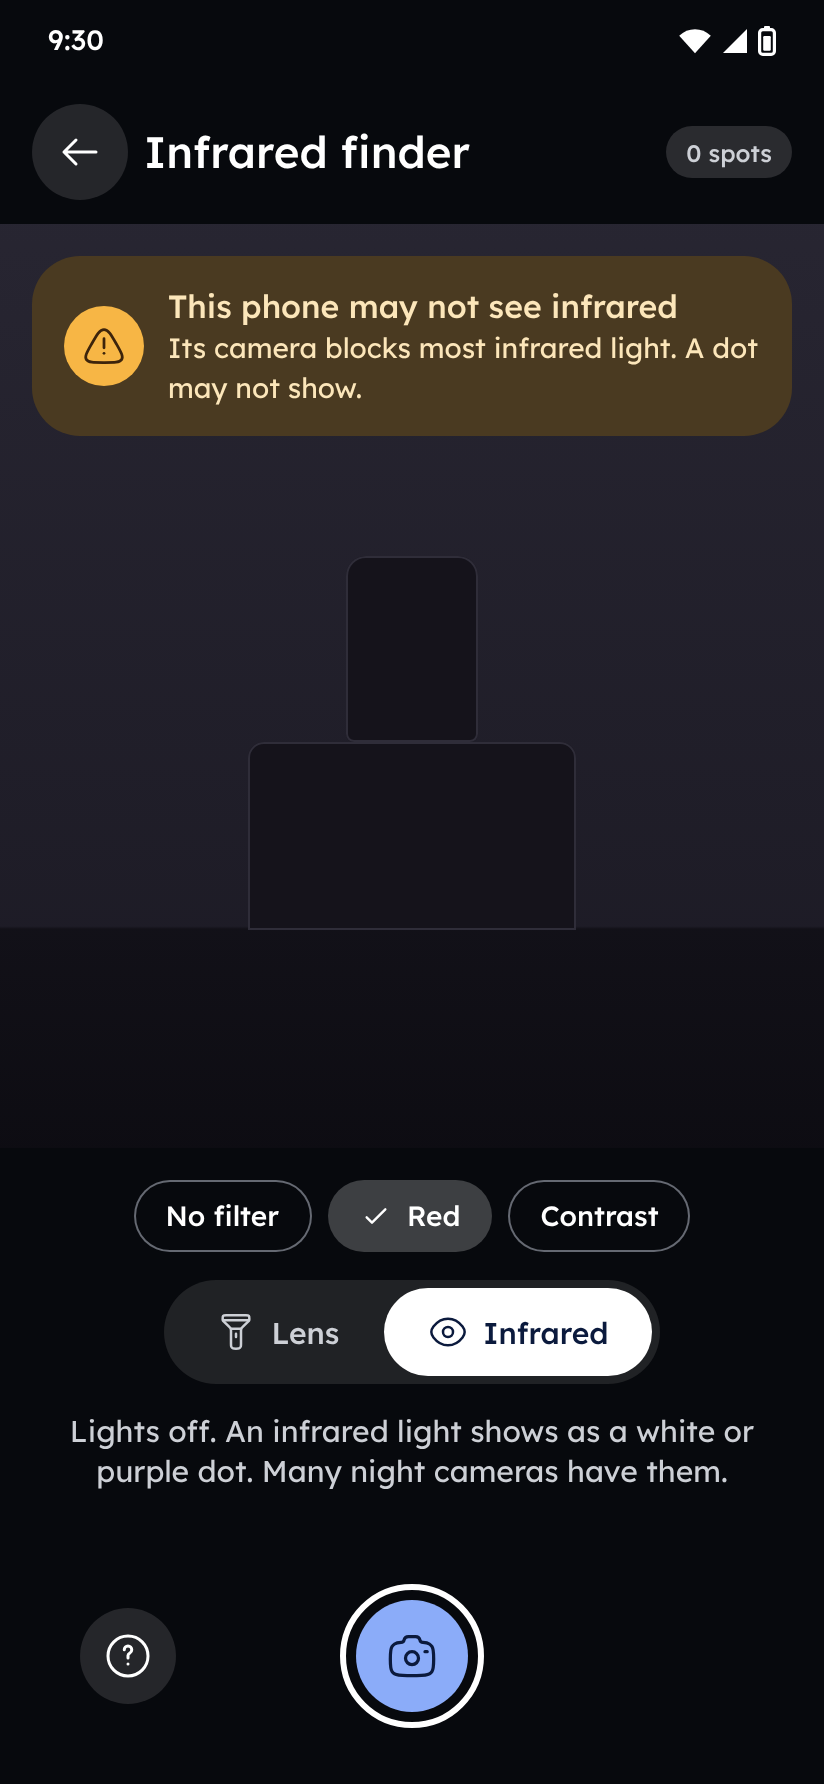 9:30
Infrared finder
0 spots
This phone may not see infrared
Its camera blocks most infrared light. A dot
may not show.
No filter
Red
Contrast
Lens
Infrared
Lights off. An infrared light shows as a white or
purple dot. Many night cameras have them.